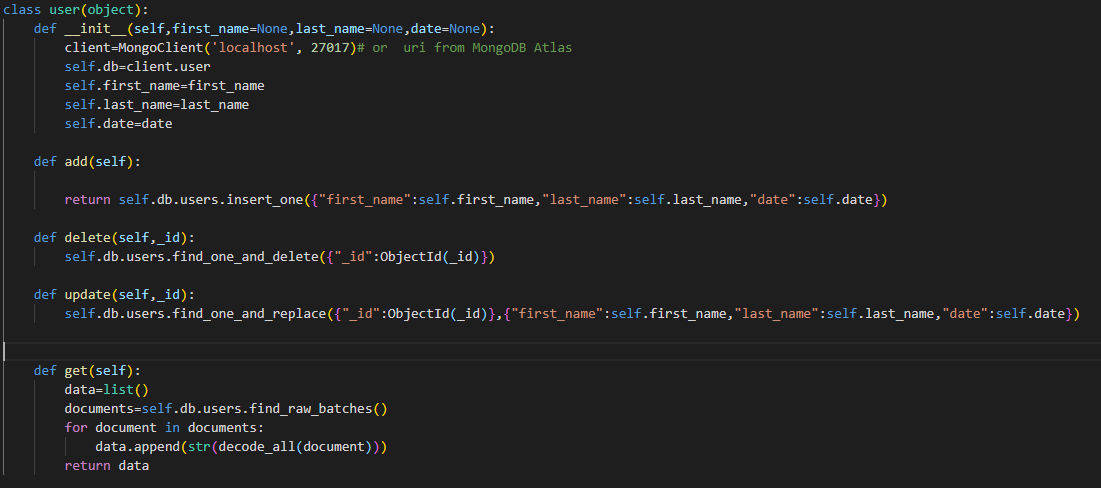 class user(object):
    def __init__(self,first_name=None,last_name=None,date=None):
        client=MongoClient('localhost', 27017)# or  uri from MongoDB Atlas
        self.db=client.user
        self.first_name=first_name
        self.last_name=last_name
        self.date=date
    def add(self):
        return self.db.users.insert_one({"first_name":self.first_name,"last_name":self.last_name,"date":self.date})
    def delete(self,_id):
        self.db.users.find_one_and_delete({"_id":ObjectId(_id)})
    def update(self,_id):
        self.db.users.find_one_and_replace({"_id":ObjectId(_id)},{"first_name":self.first_name,"last_name":self.last_name,"date":self.date})
    def get(self):
        data=list()
        documents=self.db.users.find_raw_batches()
        for document in documents:
            data.append(str(decode_all(document)))
        return data